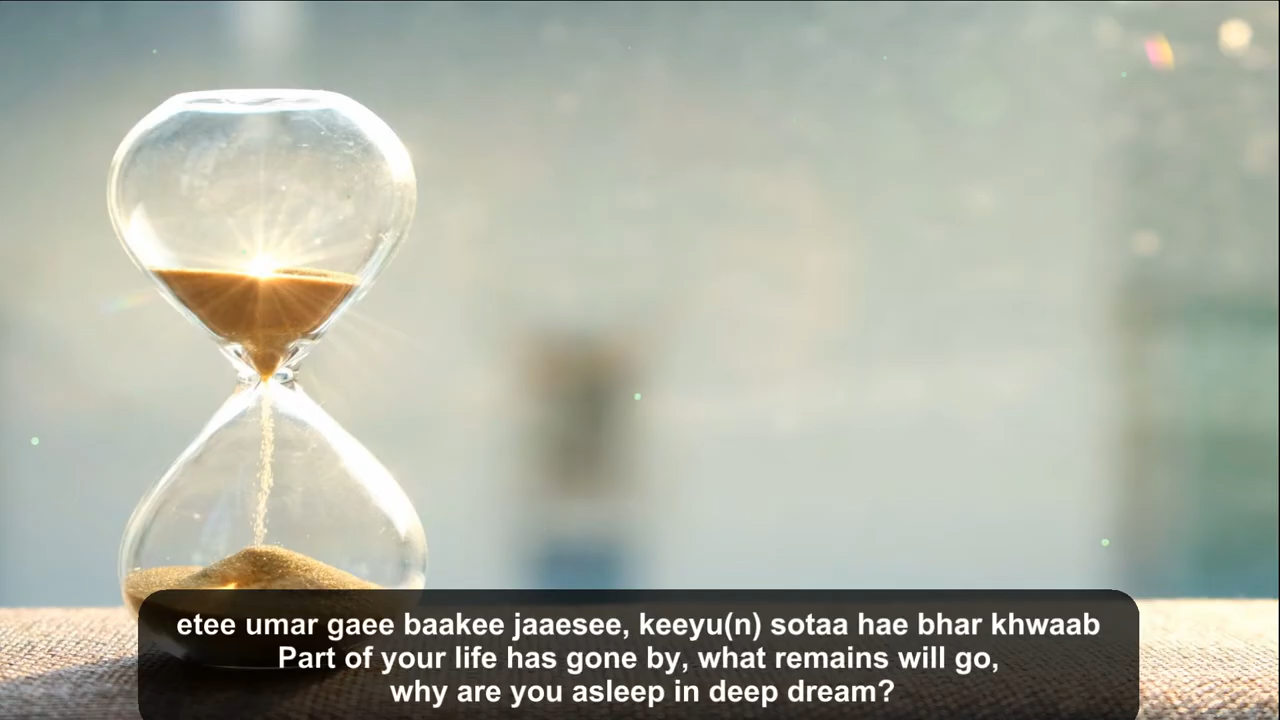 etee umar gaee baakee jaaesee, keeyu(n) sotaa hae bhar khwaab
Part of your life has gone by, what remains will go,
why are you asleep in deep dream?